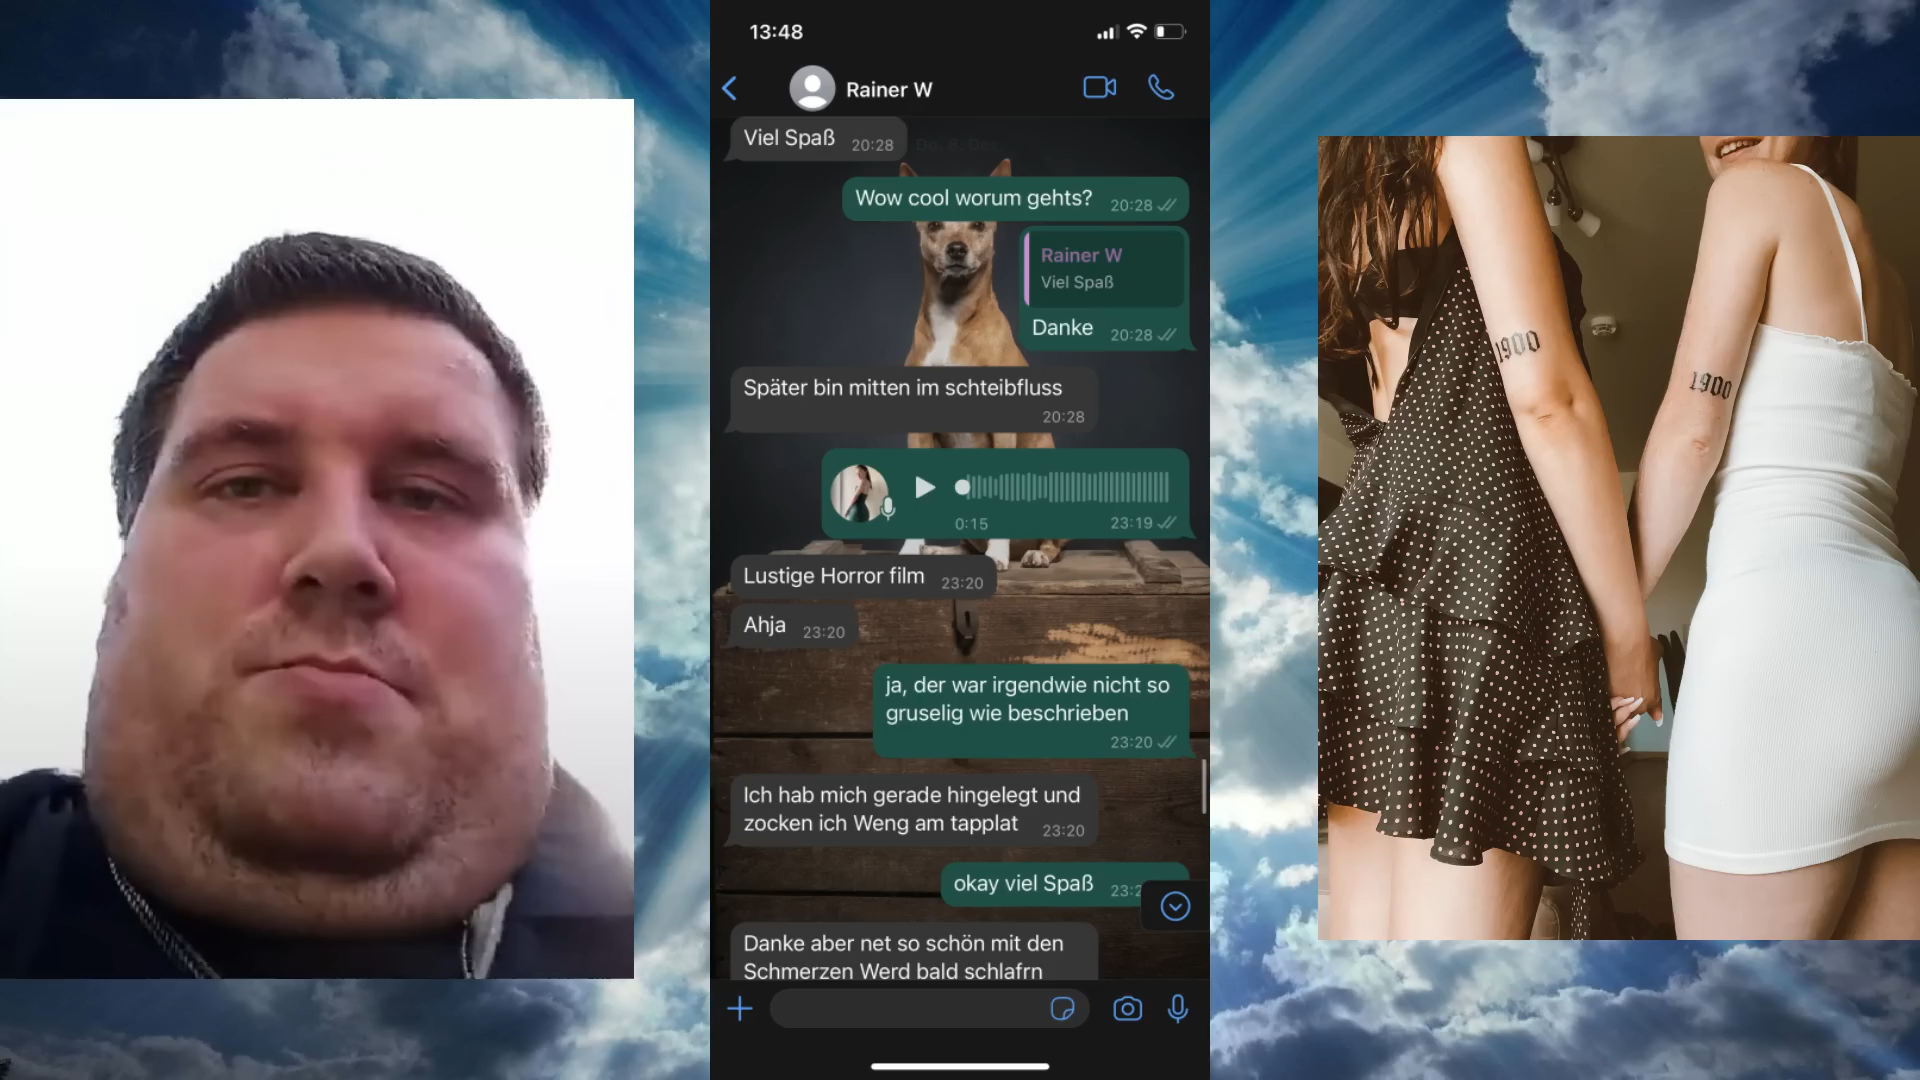 13:48
Rainer W
Viel Spaß 20:28
Do. 8. Dez.
Wow cool worum gehts? 20:28
Rainer W
Viel Spaß
Danke 20:28
Später bin mitten im schteibfluss
20:28
0:15 23:19
Lustige Horror film 23:20
Ahja 23:20
ja, der war irgendwie nicht so
gruselig wie beschrieben
23:20
Ich hab mich gerade hingelegt und
zocken ich Weng am tapplat 23:20
okay viel Spaß
Danke aber net so schön mit den
Schmerzen Werd bald schlafrn
1900
1900